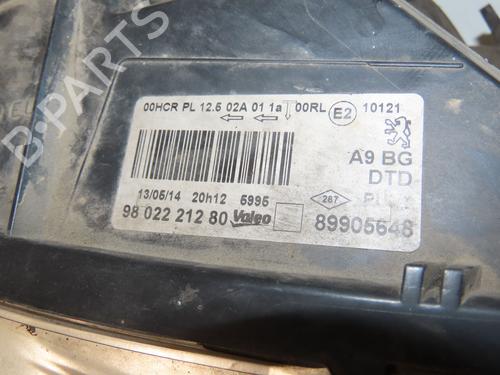 B-PARTS
00HCR PL 12.5 02A 01 1a 00RL E2 10121
A9 BG
DTD
13/05/14 20h12 5995 287
98 022 212 80 Valeo 89905648